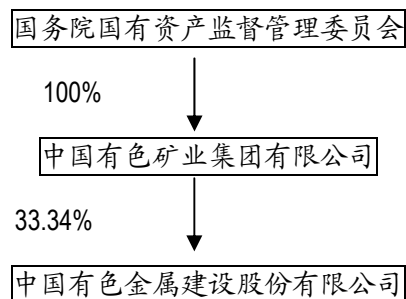 国务院国有资产监督管理委员会
100%
中国有色矿业集团有限公司
33.34%
中国有色金属建设股份有限公司